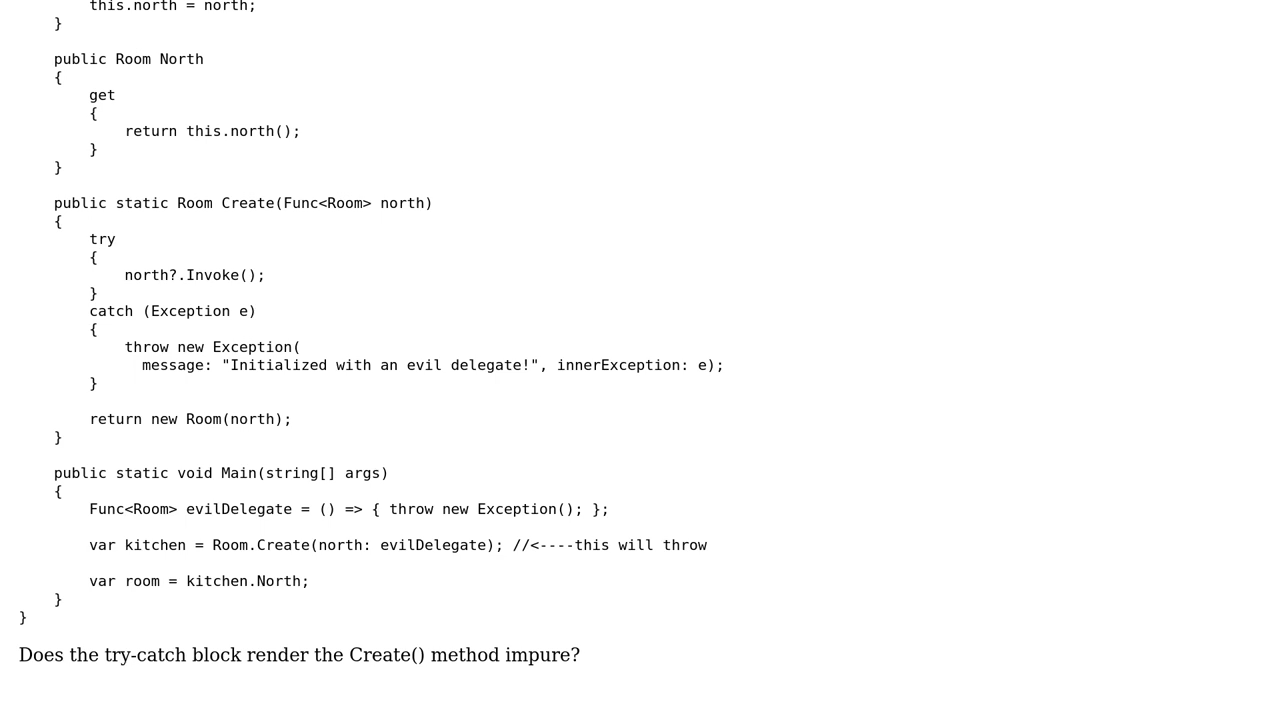 this.north = north;
    }

    public Room North
    {
        get
        {
            return this.north();
        }
    }

    public static Room Create(Func<Room> north)
    {
        try
        {
            north?.Invoke();
        }
        catch (Exception e)
        {
            throw new Exception(
              message: "Initialized with an evil delegate!", innerException: e);
        }

        return new Room(north);
    }

    public static void Main(string[] args)
    {
        Func<Room> evilDelegate = () => { throw new Exception(); };

        var kitchen = Room.Create(north: evilDelegate); //<----this will throw

        var room = kitchen.North;
    }
}
Does the try-catch block render the Create() method impure?